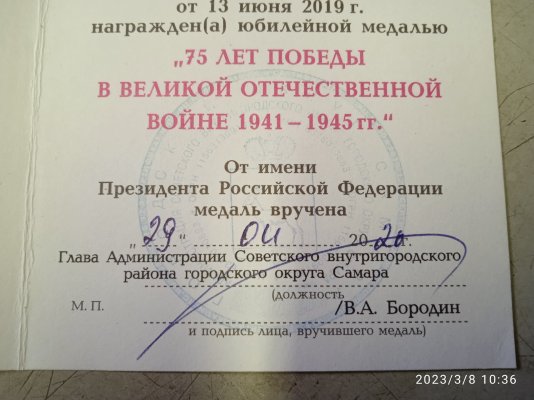 от 13 июня 2019 г.
награжден(а) юбилейной медалью
„75 ЛЕТ ПОБЕДЫ
В ВЕЛИКОЙ ОТЕЧЕСТВЕННОЙ
ВОЙНЕ 1941 – 1945 гг.“
От имени
Президента Российской Федерации
медаль вручена
„29“ 04 2020 г.
Глава Администрации Советского внутригородского
района городского округа Самара
(должность
М.П. /В.А. Бородин
и подпись лица, вручившего медаль)
2023/3/8 10:36